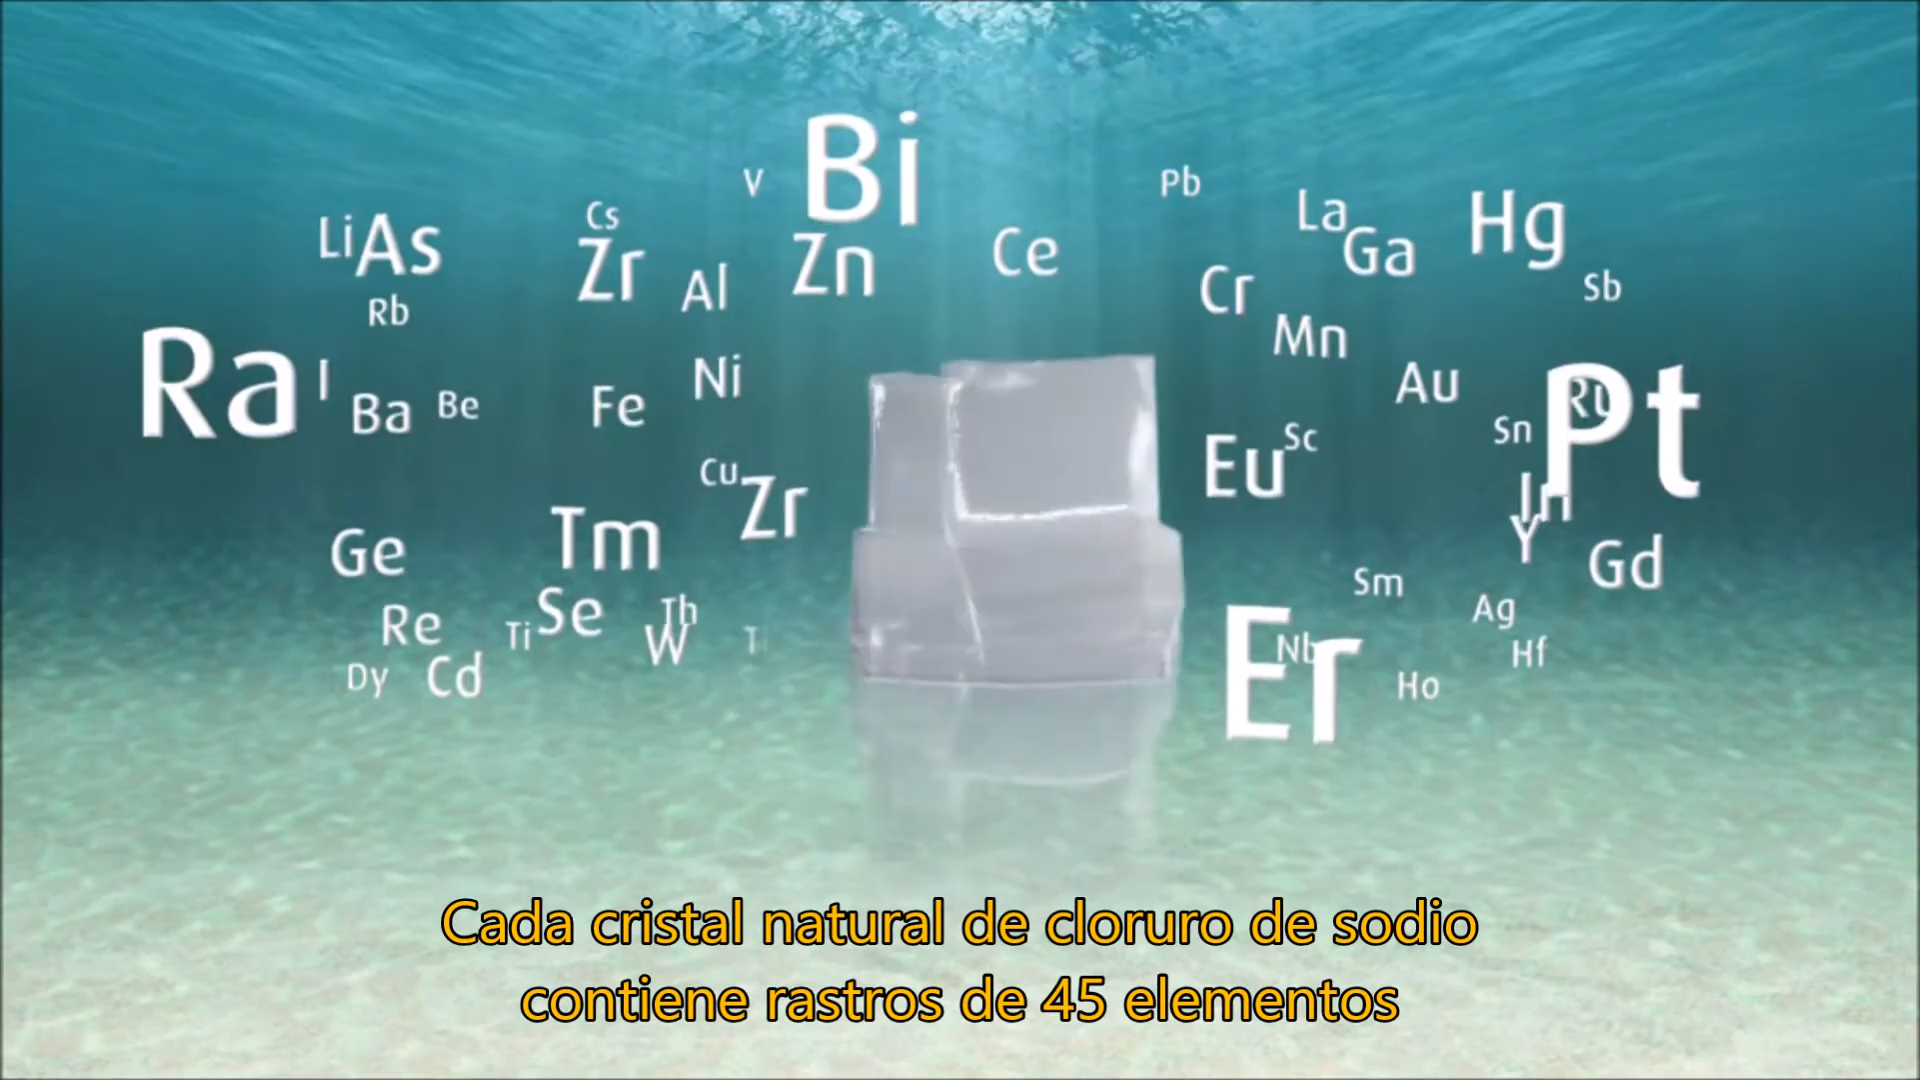 Bi
V
Pb
Cs
La
Hg
Li
As
Zr
Al
Zn
Ce
Ga
Cr
Sb
Rb
Mn
Ra
I
Ba
Be
Fe
Ni
Au
Pt
Ru
Sn
Sc
Eu
Cu
Zr
In
Y
Tm
Ge
Gd
Sm
Se
Th
Ag
Re
Ti
W
Er
Nb
Hf
Dy
Cd
Ho
Cada cristal natural de cloruro de sodio
contiene rastros de 45 elementos